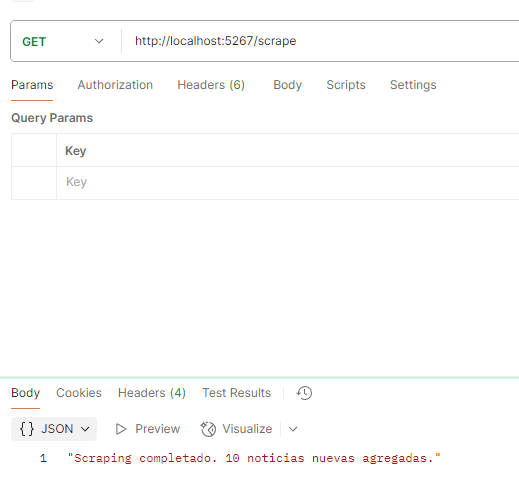 GET http://localhost:5267/scrape
Params Authorization Headers (6) Body Scripts Settings
Query Params
Key
Key
Body Cookies Headers (4) Test Results
{} JSON Preview Visualize
1 "Scraping completado. 10 noticias nuevas agregadas."